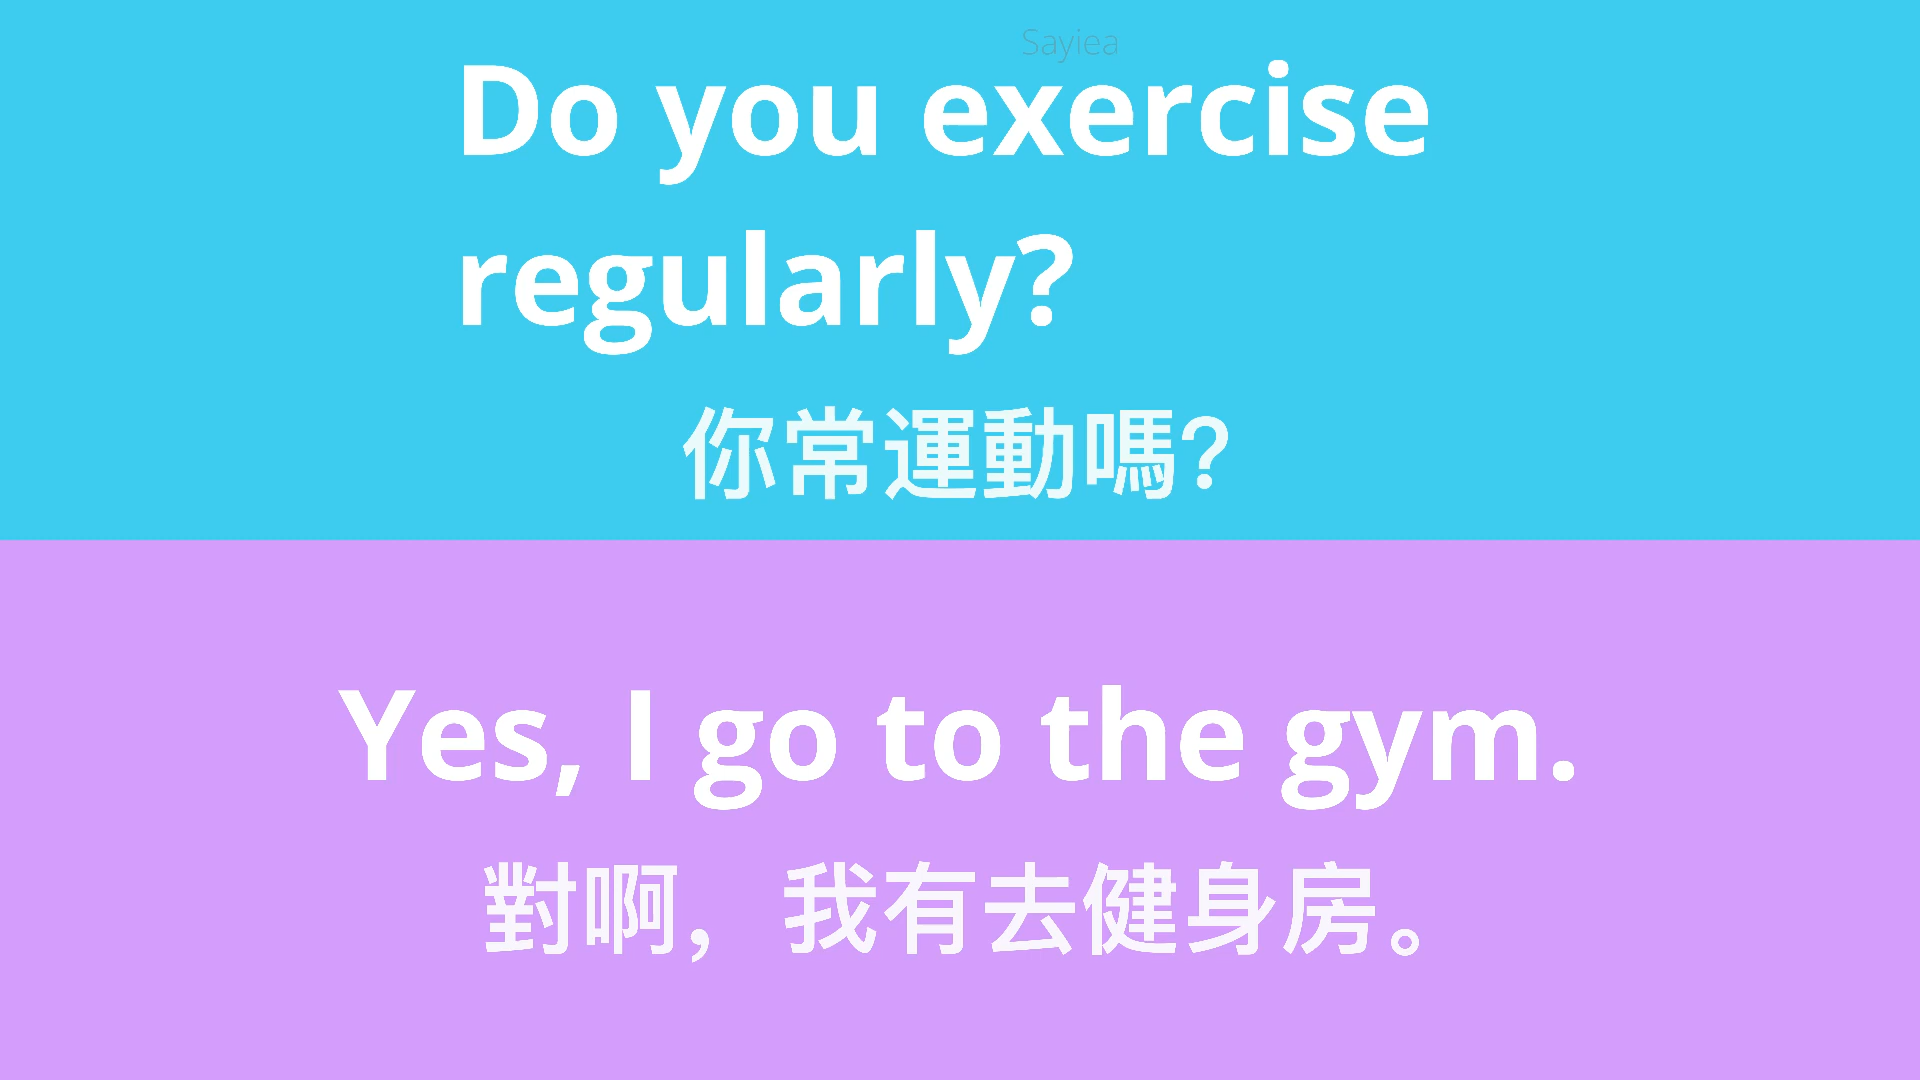 Sayiea
Do you exercise
regularly?
你常運動嗎?
Yes, I go to the gym.
對啊，我有去健身房。